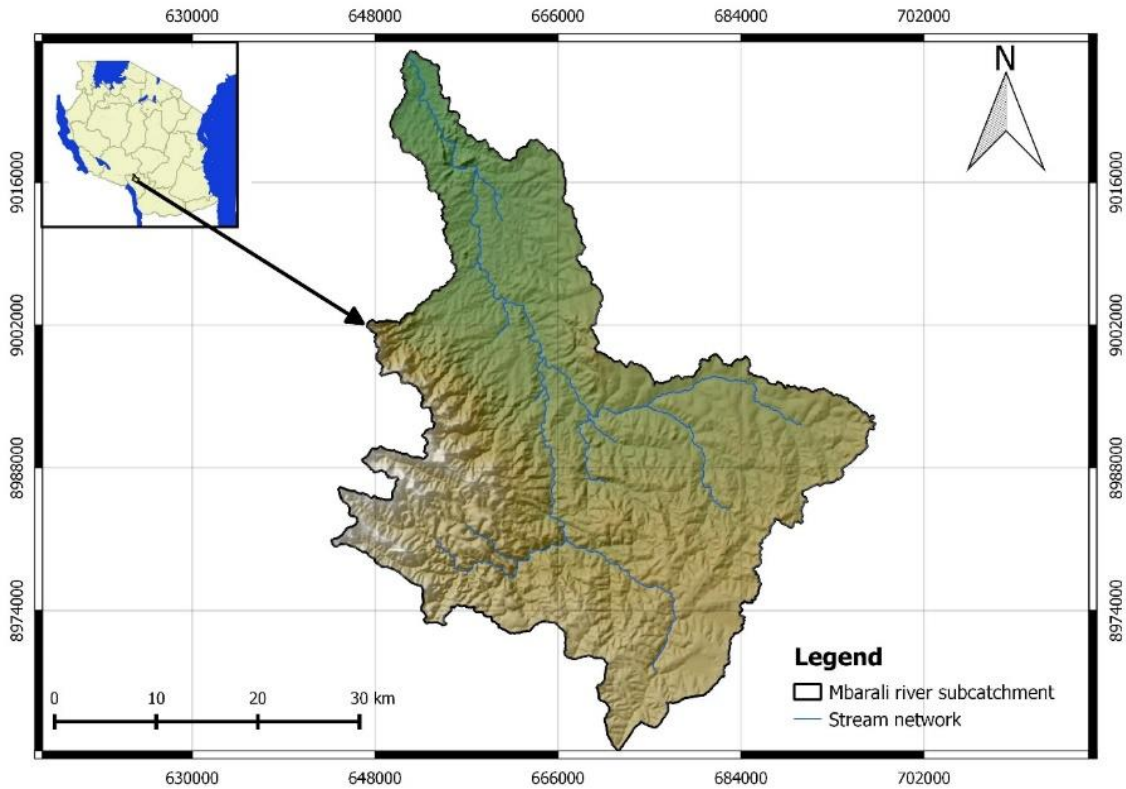 630000 648000 666000 684000 702000
N
9016000 9016000
9002000 9002000
8988000 8988000
8974000 8974000
Legend
Mbarali river subcatchment
Stream network
0 10 20 30 km
630000 648000 666000 684000 702000